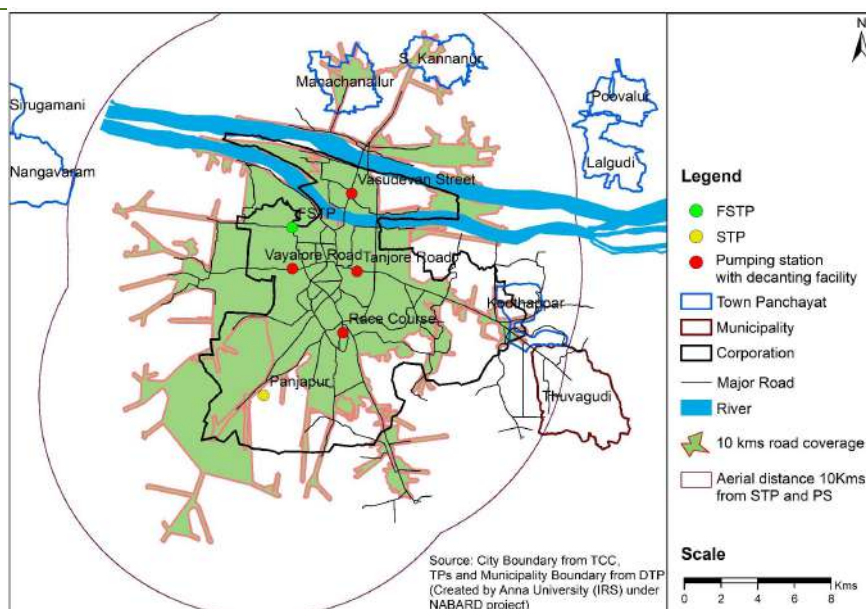 N
S. Kannanur
Manachanallur
Poovalur
Sirugamani
Lalgudi
Nangavaram
Vasudevan Street
FSTP
Vayalore Road
Tanjore Road
Race Course
Panjapur
Thuvagudi
Legend
FSTP
STP
Pumping station
with decanting facility
Town Panchayat
Municipality
Corporation
Major Road
River
10 kms road coverage
Aerial distance 10Kms
from STP and PS
Source: City Boundary from TCC,
TPs and Municipality Boundary from DTP
(Created by Anna University (IRS) under
NABARD project)
Scale
Kms
0 2 4 6 8